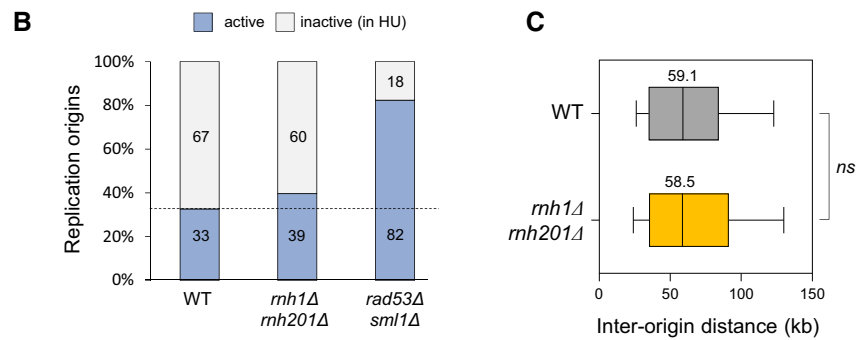 B
active
inactive (in HU)
Replication origins
100%
80%
60%
40%
20%
0%
67
33
60
39
18
82
WT
rnh1Δ
rnh201Δ
rad53Δ
sml1Δ
C
WT
rnh1Δ
rnh201Δ
59.1
58.5
ns
0
50
100
150
Inter-origin distance (kb)